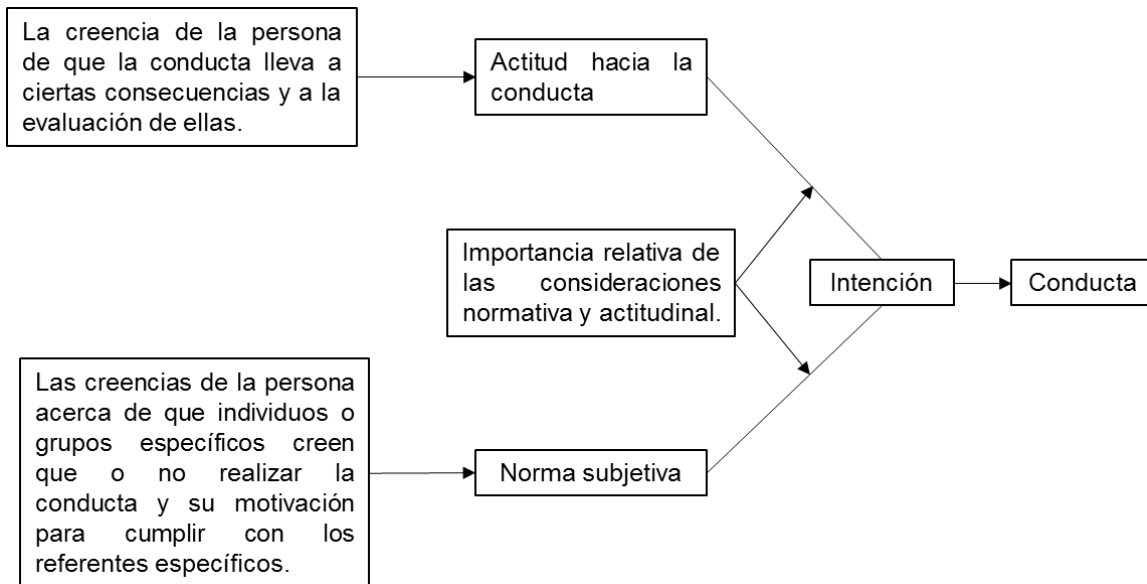 La creencia de la persona
de que la conducta lleva a
ciertas consecuencias y a la
evaluación de ellas.
Actitud hacia la
conducta
Importancia relativa de
las consideraciones
normativa y actitudinal.
Intención
Conducta
Las creencias de la persona
acerca de que individuos o
grupos específicos creen
que o no realizar la
conducta y su motivación
para cumplir con los
referentes específicos.
Norma subjetiva